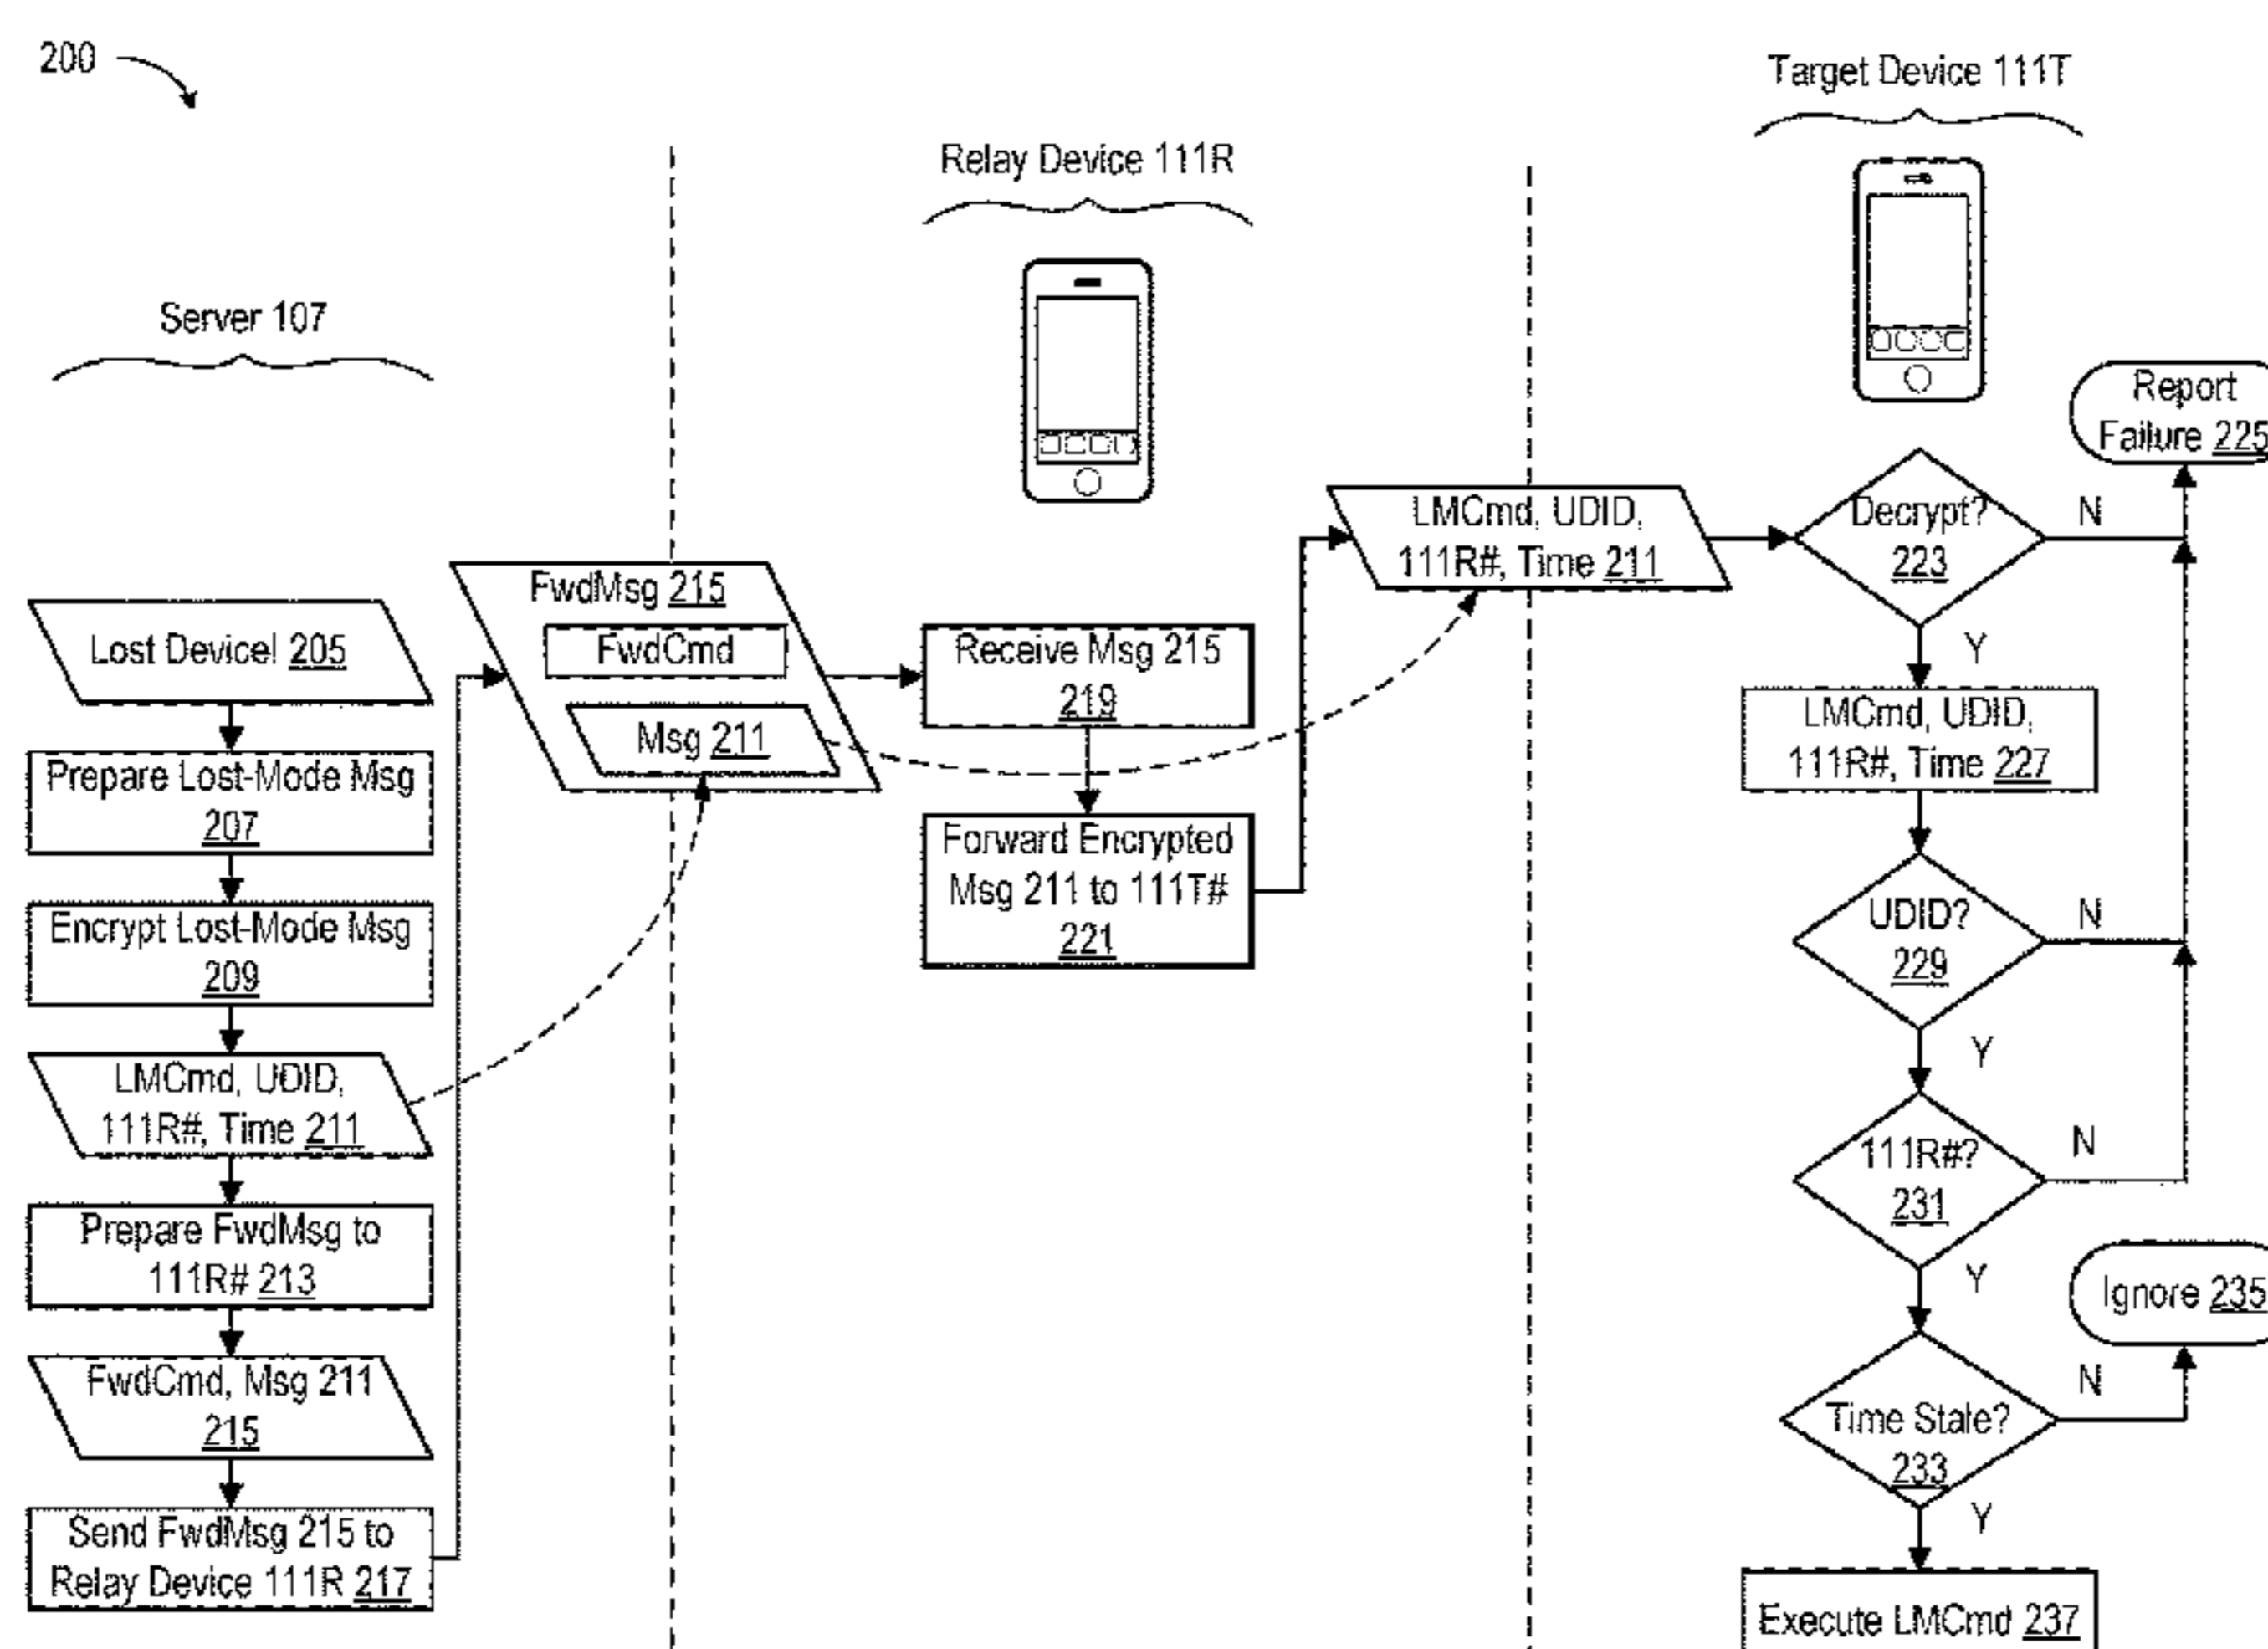 200
Server 107
Lost Device! 205
Prepare Lost-Mode Msg
207
Encrypt Lost-Mode Msg
209
LMCmd, UDID,
111R#, Time 211
Prepare FwdMsg to
111R# 213
FwdCmd, Msg 211
215
Send FwdMsg 215 to
Relay Device 111R 217
FwdMsg 215
FwdCmd
Msg 211
Relay Device 111R
Receive Msg 215
219
Forward Encrypted
Msg 211 to 111T#
221
LMCmd, UDID,
111R#, Time 211
Target Device 111T
Decrypt?
223
N
Report
Failure 225
Y
LMCmd, UDID,
111R#, Time 227
UDID?
229
N
Y
111R#?
231
N
Y
Time Stale?
233
N
Ignore 235
Y
Execute LMCmd 237